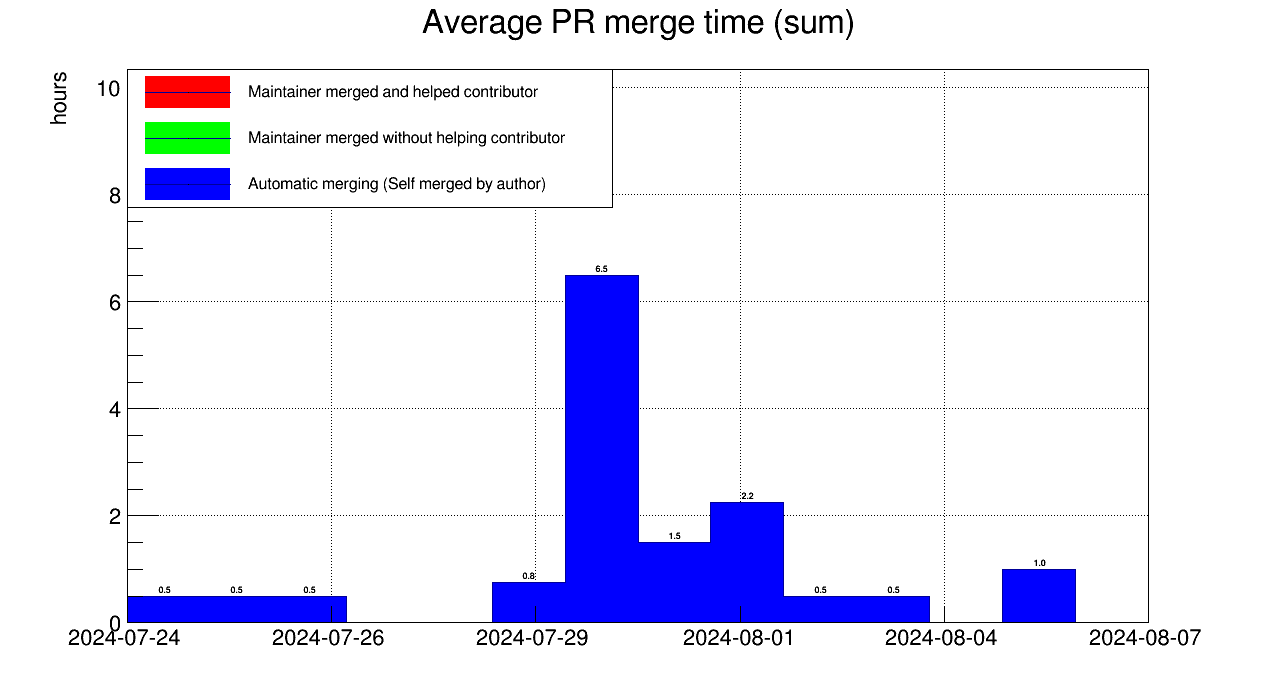 Average PR merge time (sum)
hours
10
8
6
4
2
0
Maintainer merged and helped contributor
Maintainer merged without helping contributor
Automatic merging (Self merged by author)
0.5 0.5 0.5 0.8 6.5 1.5 2.2 0.5 0.5 1.0
2024-07-24 2024-07-26 2024-07-29 2024-08-01 2024-08-04 2024-08-07